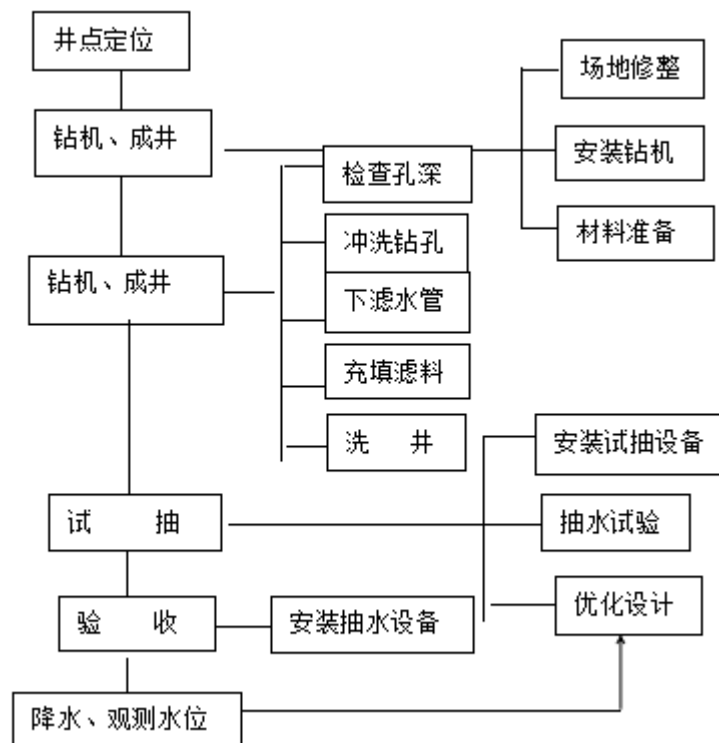 井点定位
场地修整
钻机、成井
安装钻机
检查孔深
材料准备
冲洗钻孔
钻机、成井
下滤水管
充填滤料
洗 井
安装试抽设备
试 抽
抽水试验
优化设计
验 收
安装抽水设备
降水、观测水位